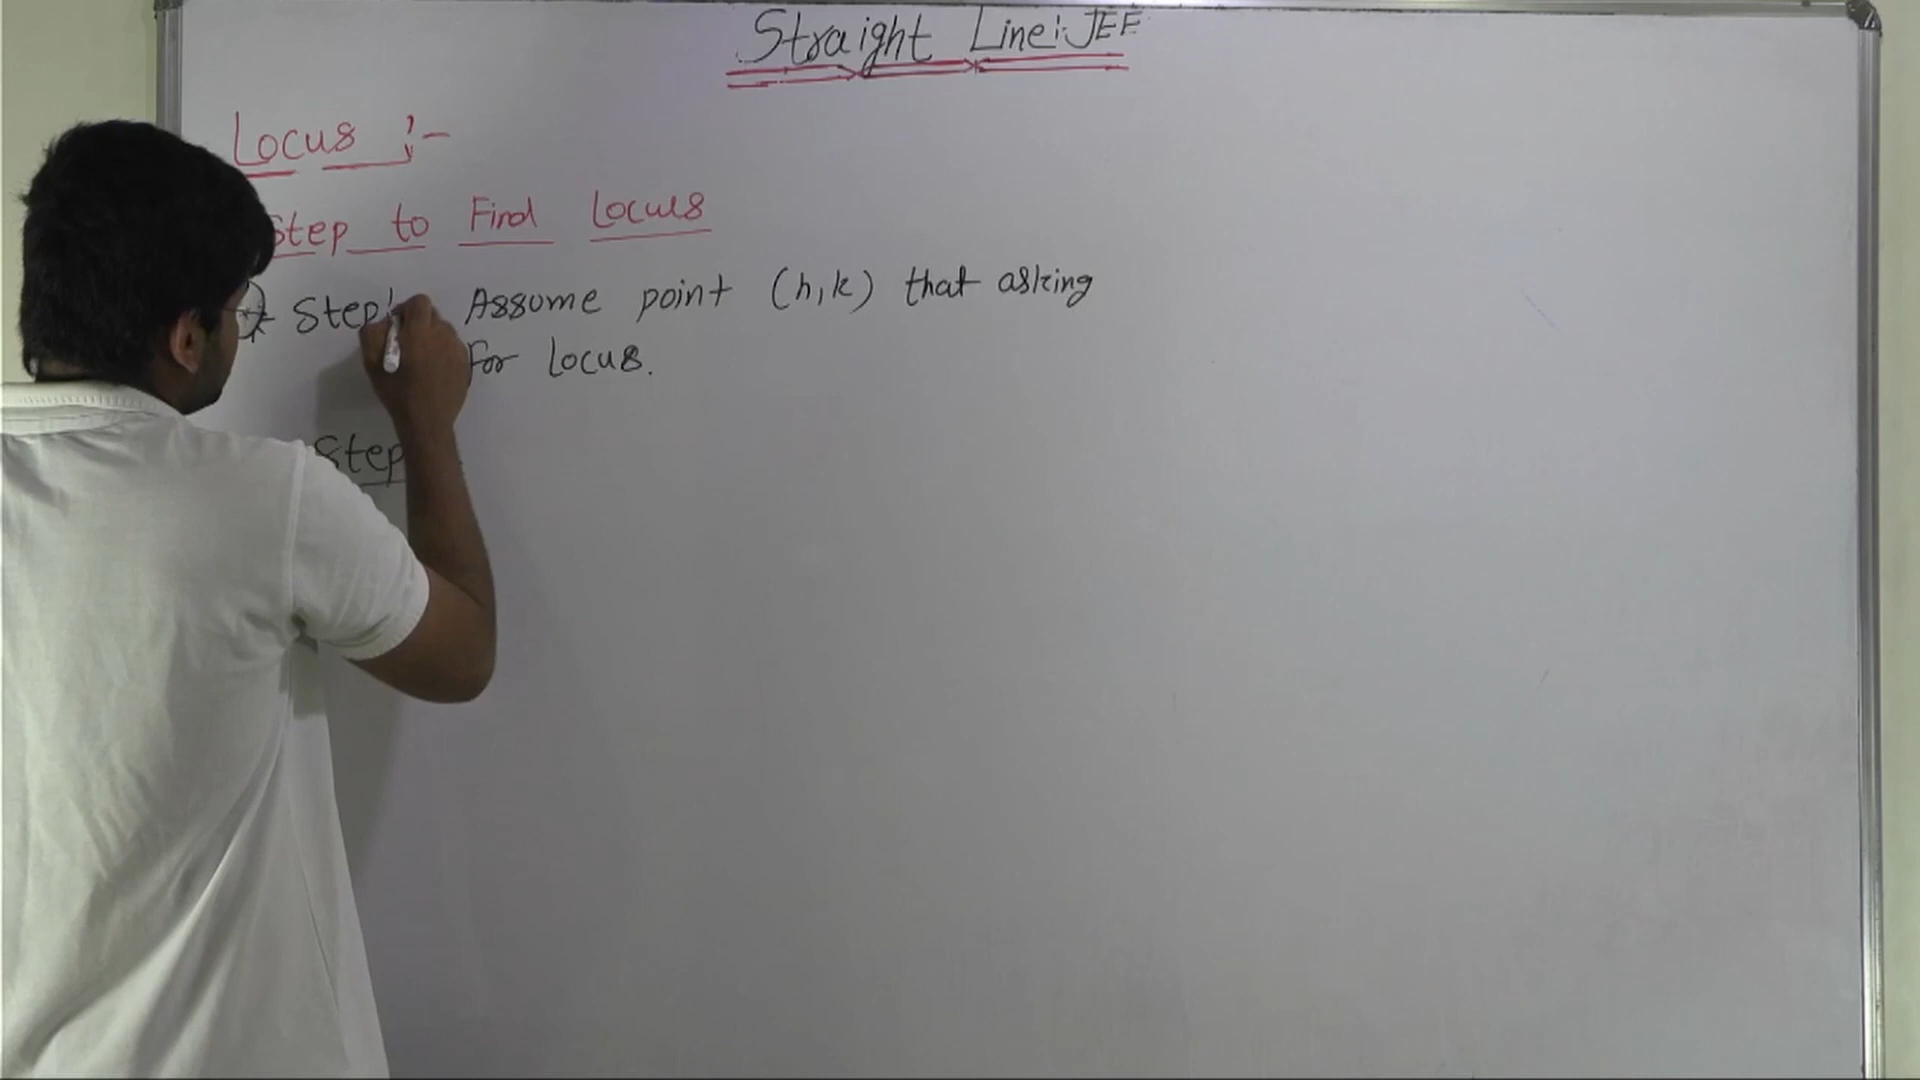 Straight Line:- JEE
Locus :-
Step to Find Locus
Step Assume point (h,k) that asking
For Locus.
Step